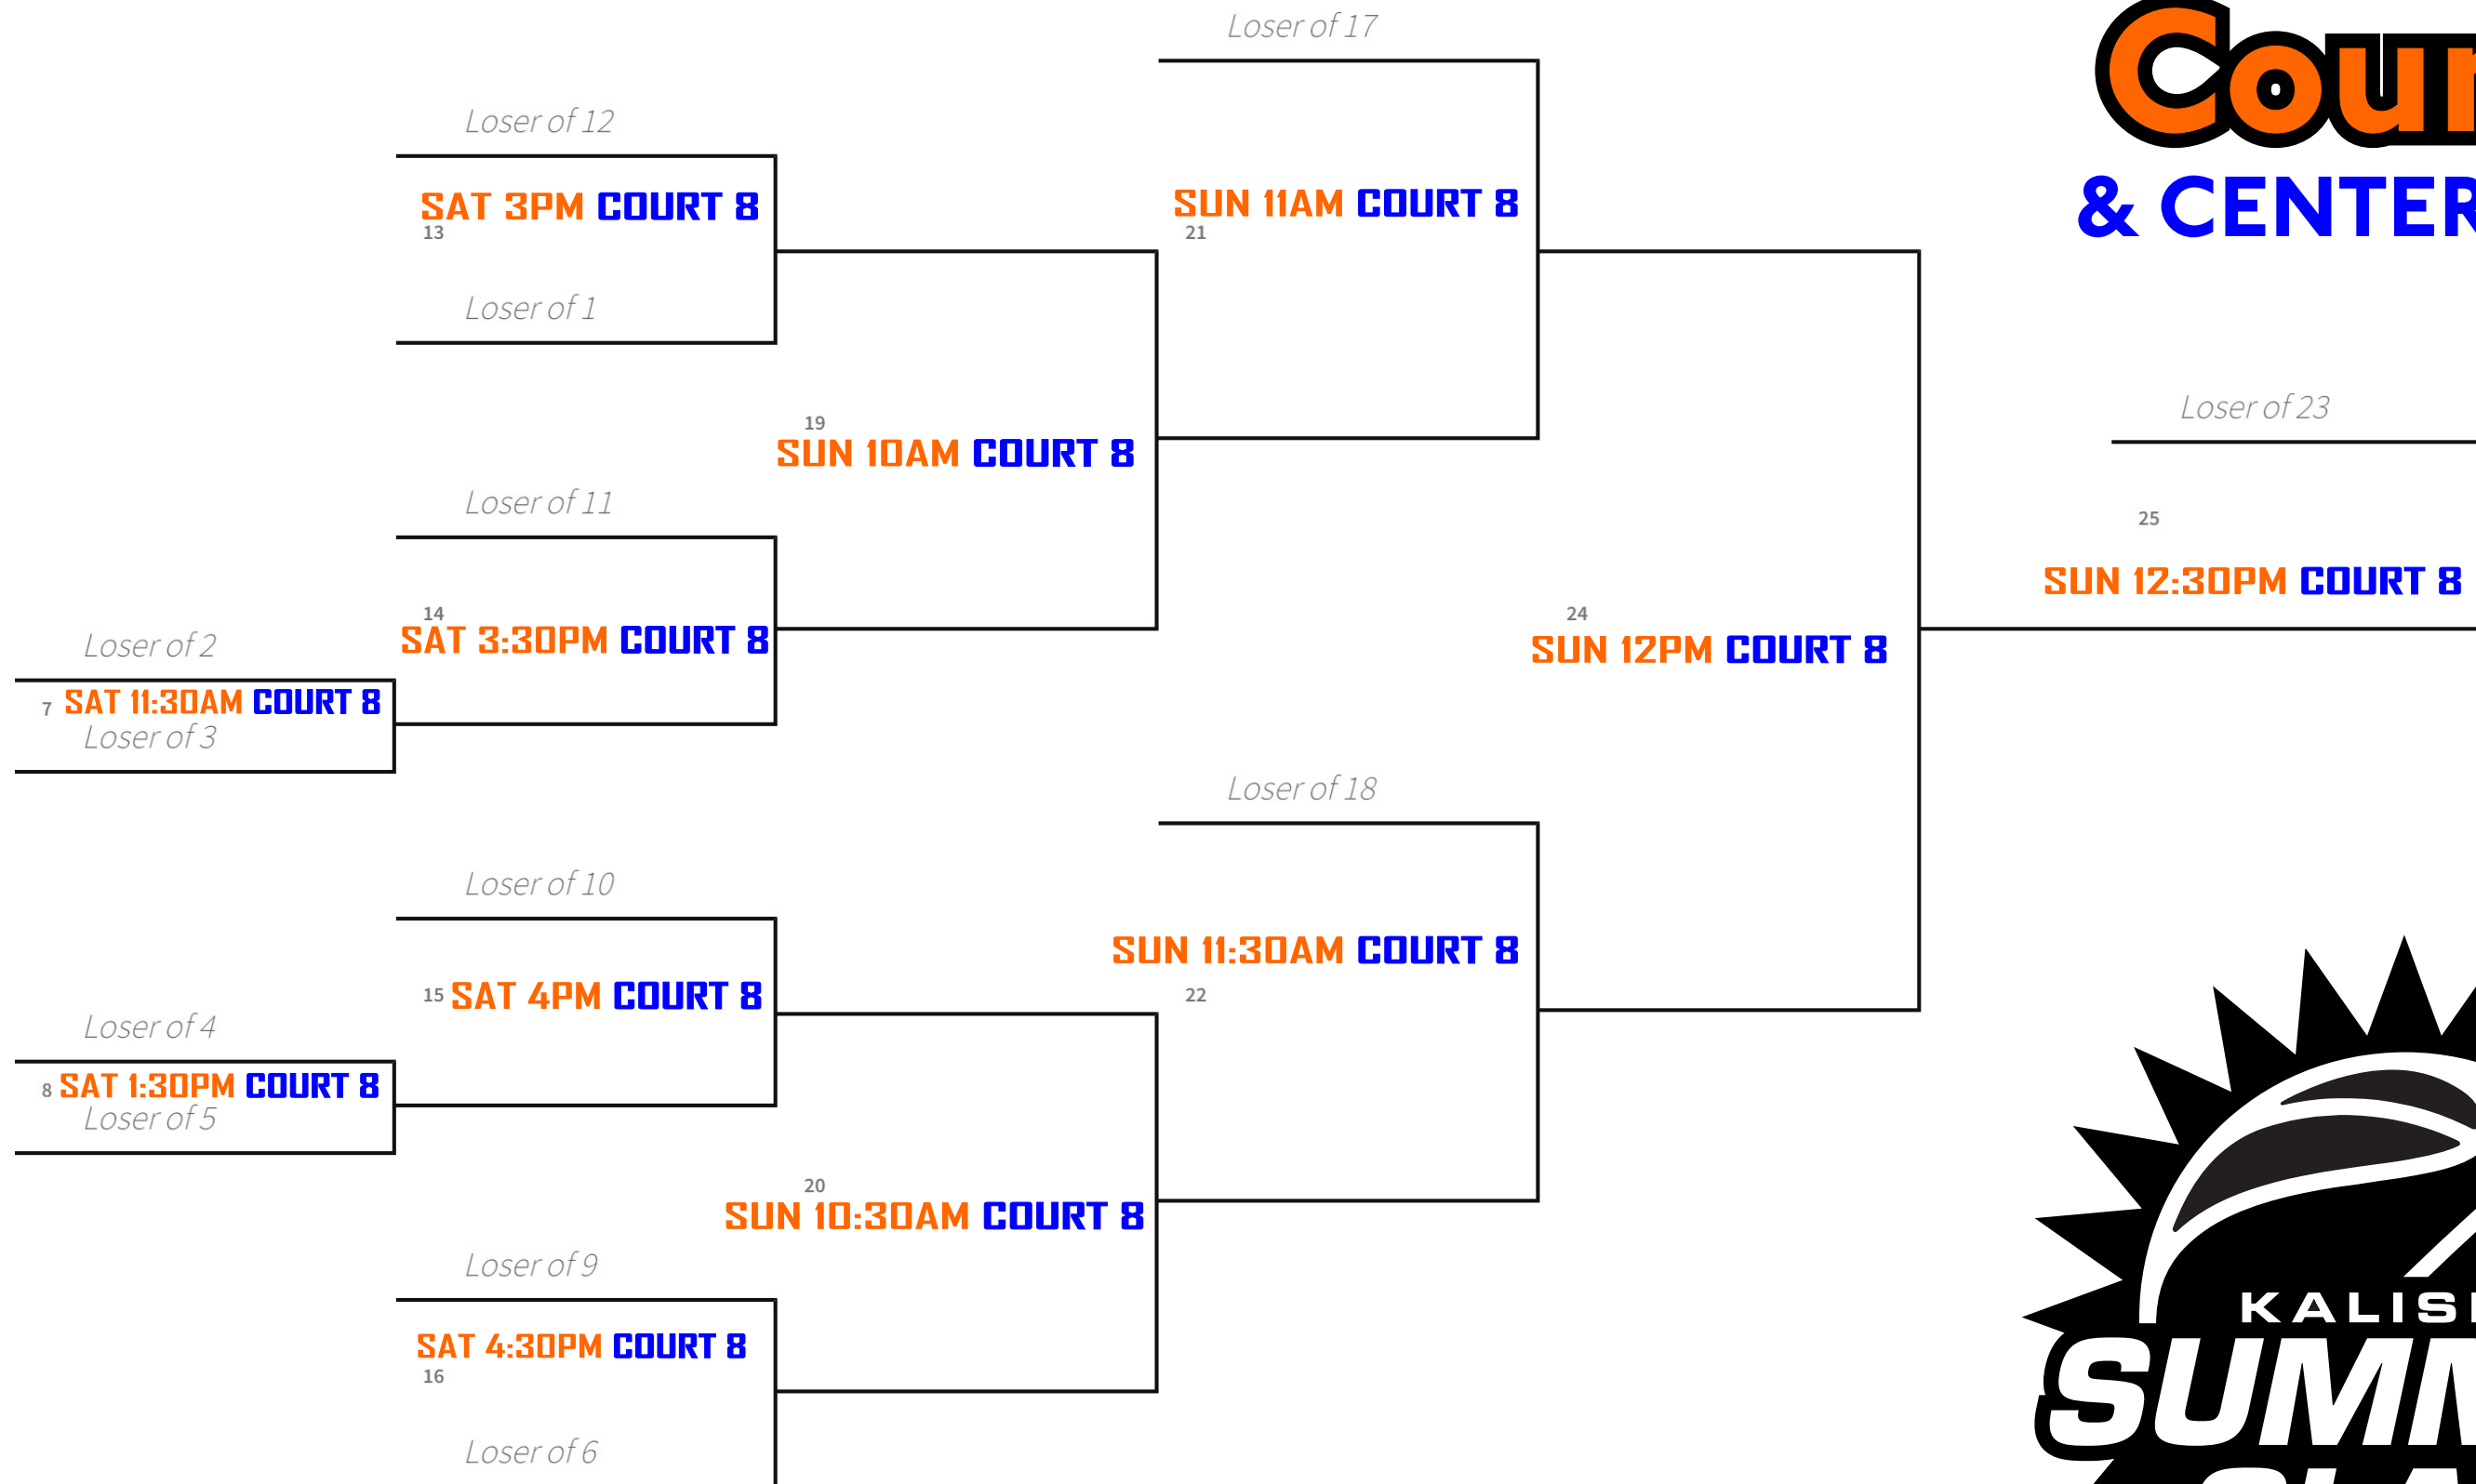 Loser of 17
Loser of 12
SAT 3PM COURT 8
13
Loser of 1
SUN 11AM COURT 8
21
& CENTER
19
SUN 10AM COURT 8
Loser of 23
Loser of 11
14
SAT 3:30PM COURT 8
25
SUN 12:30PM COURT 8
24
SUN 12PM COURT 8
Loser of 2
7 SAT 11:30AM COURT 8
Loser of 3
Loser of 18
Loser of 10
15 SAT 4PM COURT 8
SUN 11:30AM COURT 8
22
Loser of 4
8 SAT 1:30PM COURT 8
Loser of 5
20
SUN 10:30AM COURT 8
Loser of 9
SAT 4:30PM COURT 8
16
Loser of 6